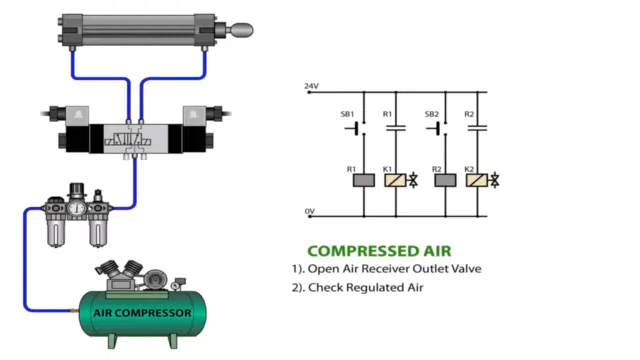 24V
SB1 R1 SB2 R2
R1 K1 R2 K2
0V
COMPRESSED AIR
1). Open Air Receiver Outlet Valve
2). Check Regulated Air
AIR COMPRESSOR